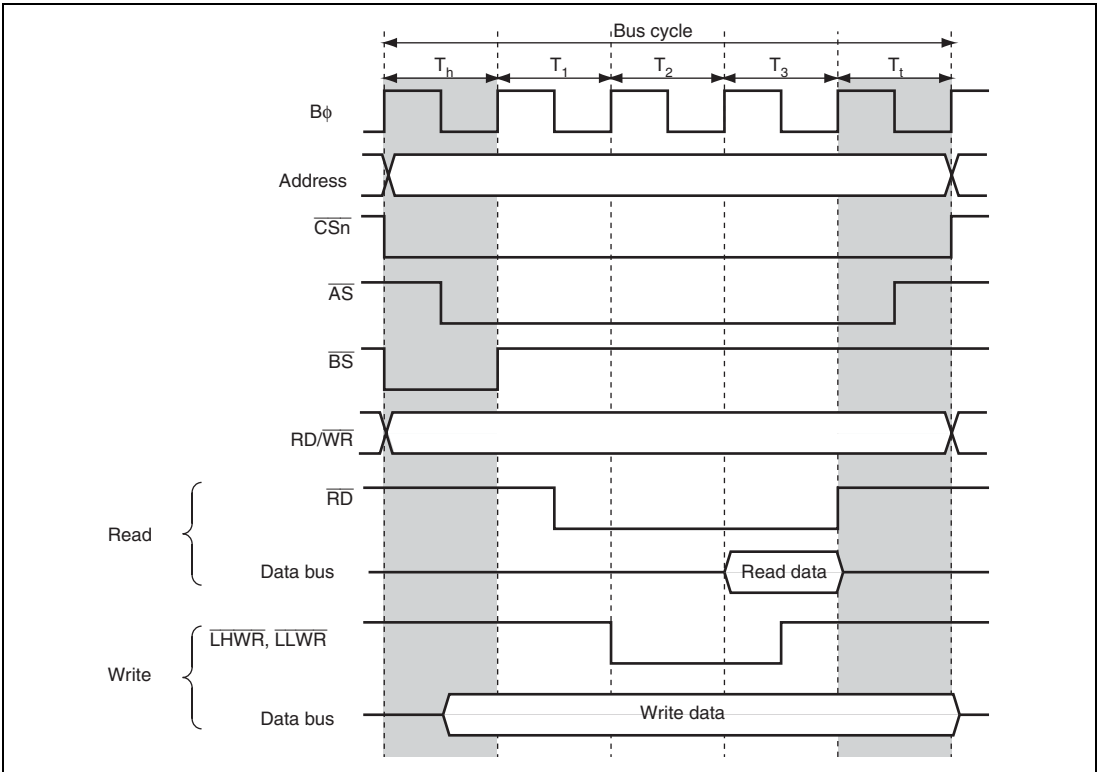 Bus cycle
Th T1 T2 T3 Tt
Bφ
Address
CSn
AS
BS
RD/WR
RD
Read
Data bus Read data
LHWR, LLWR
Write
Data bus Write data